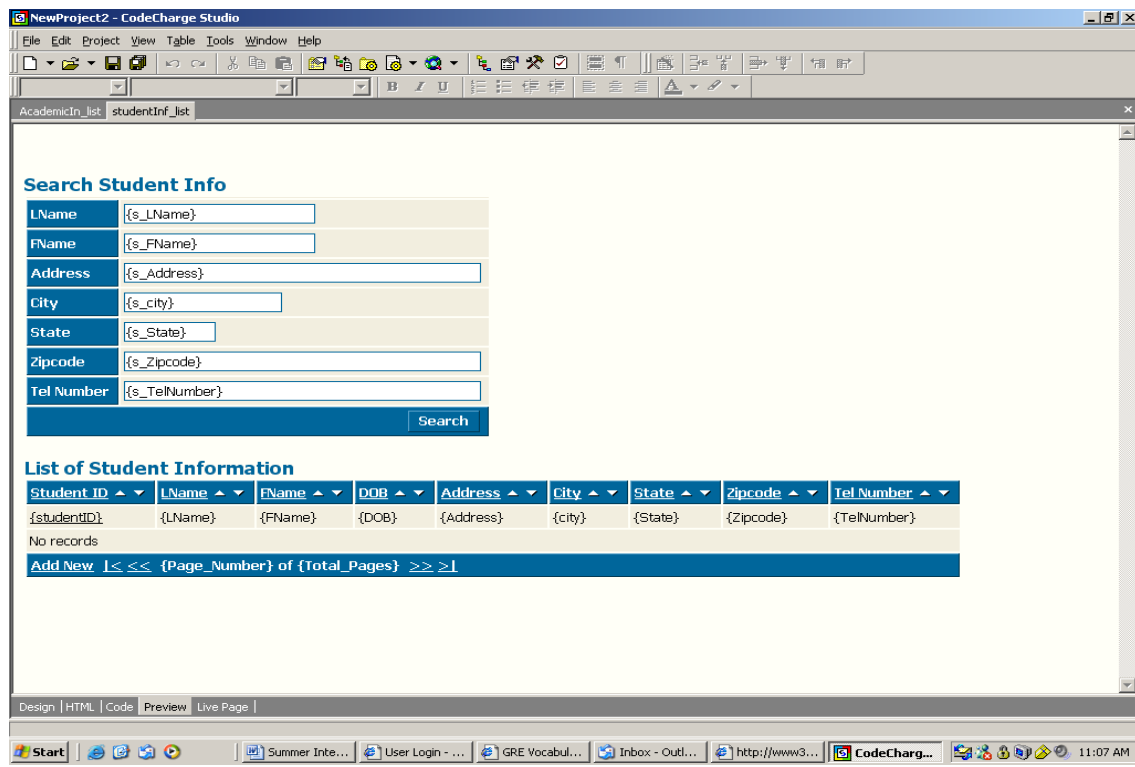 NewProject2 - CodeCharge Studio
File Edit Project View Table Tools Window Help
B I U A
AcademicIn_list studentInf_list
Search Student Info
LName {s_LName}
FName {s_FName}
Address {s_Address}
City {s_city}
State {s_State}
Zipcode {s_Zipcode}
Tel Number {s_TelNumber}
Search
List of Student Information
Student ID LName FName DOB Address City State Zipcode Tel Number
{studentID} {LName} {FName} {DOB} {Address} {city} {State} {Zipcode} {TelNumber}
No records
Add New |< << {Page_Number} of {Total_Pages} >> >|
Design | HTML | Code Preview Live Page |
Start Summer Inte... User Login - ... GRE Vocabul... Inbox - Outl... http://www3... CodeCharg... 11:07 AM